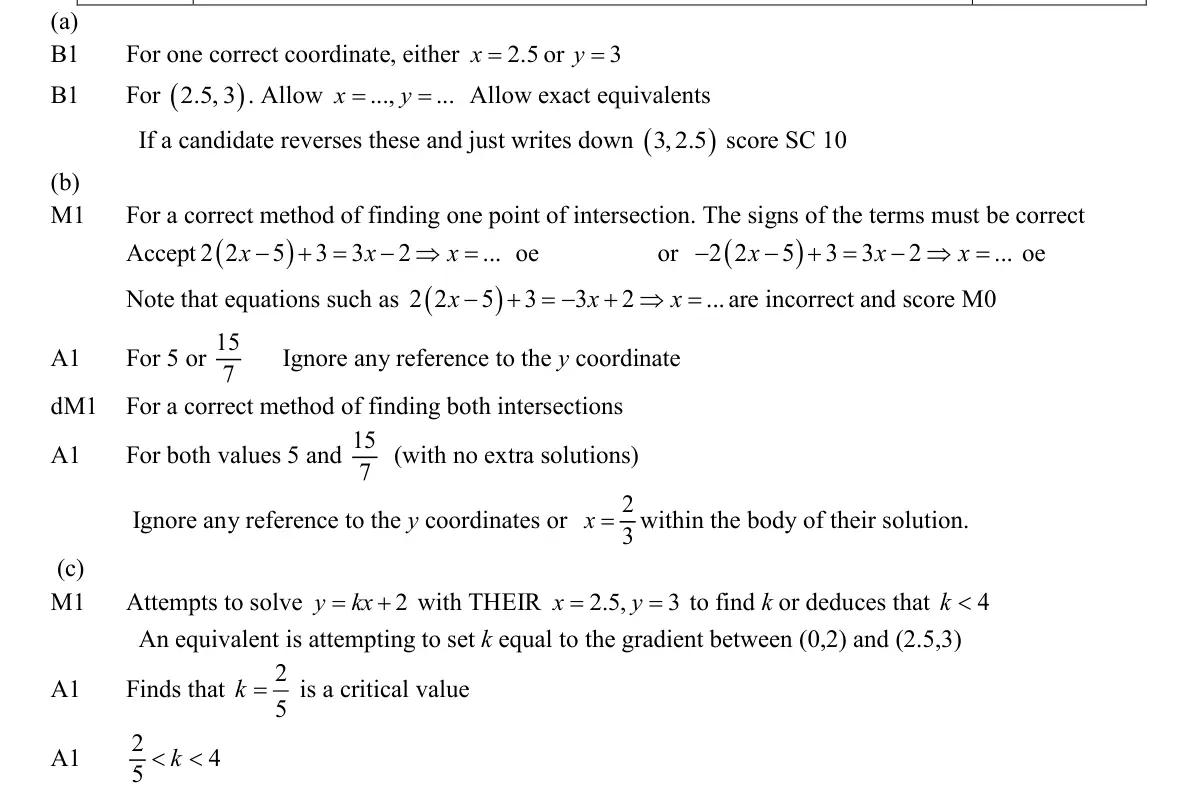 (a)
B1 For one correct coordinate, either x = 2.5 or y = 3
B1 For (2.5, 3). Allow x = ..., y = ... Allow exact equivalents
If a candidate reverses these and just writes down (3, 2.5) score SC 10
(b)
M1 For a correct method of finding one point of intersection. The signs of the terms must be correct
Accept 2(2x − 5) + 3 = 3x − 2 ⇒ x = ... oe or −2(2x − 5) + 3 = 3x − 2 ⇒ x = ... oe
Note that equations such as 2(2x − 5) + 3 = −3x + 2 ⇒ x = ... are incorrect and score M0
A1 For 5 or 15/7 Ignore any reference to the y coordinate
dM1 For a correct method of finding both intersections
A1 For both values 5 and 15/7 (with no extra solutions)
Ignore any reference to the y coordinates or x = 2/3 within the body of their solution.
(c)
M1 Attempts to solve y = kx + 2 with THEIR x = 2.5, y = 3 to find k or deduces that k < 4
An equivalent is attempting to set k equal to the gradient between (0,2) and (2.5,3)
A1 Finds that k = 2/5 is a critical value
A1 2/5 < k < 4